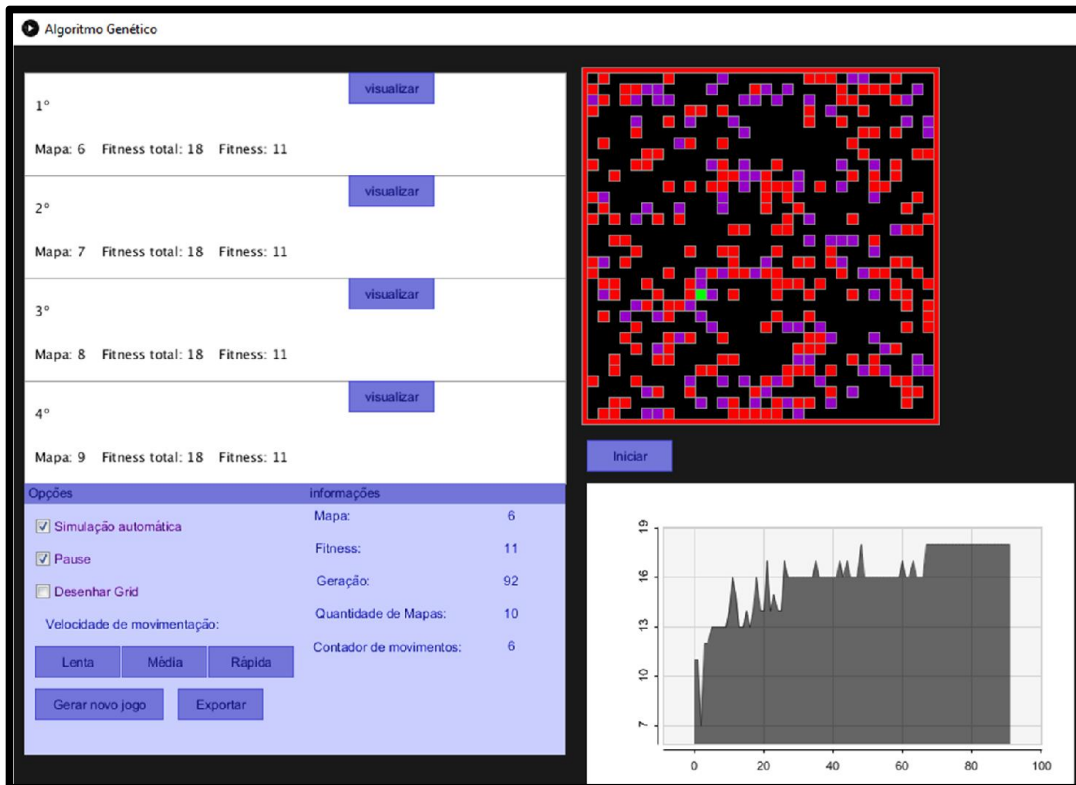 Algoritmo Genético
visualizar
1°
Mapa: 6 Fitness total: 18 Fitness: 11
visualizar
2°
Mapa: 7 Fitness total: 18 Fitness: 11
visualizar
3°
Mapa: 8 Fitness total: 18 Fitness: 11
visualizar
4°
Mapa: 9 Fitness total: 18 Fitness: 11
Iniciar
Opções
Simulação automática
Pause
Desenhar Grid
Velocidade de movimentação:
Lenta Média Rápida
Gerar novo jogo Exportar
informações
Mapa: 6
Fitness: 11
Geração: 92
Quantidade de Mapas: 10
Contador de movimentos: 6
19
16
13
10
7
0 20 40 60 80 100